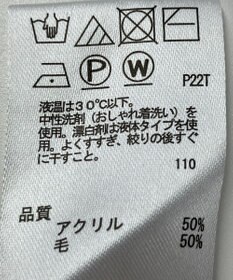 P W P22T
液温は30℃以下。
中性洗剤(おしゃれ着洗い)を
使用。漂白剤は液体タイプを使
用。よくすすぎ、絞りの後すぐ
に干すこと。
110
品質
アクリル 50%
毛 50%